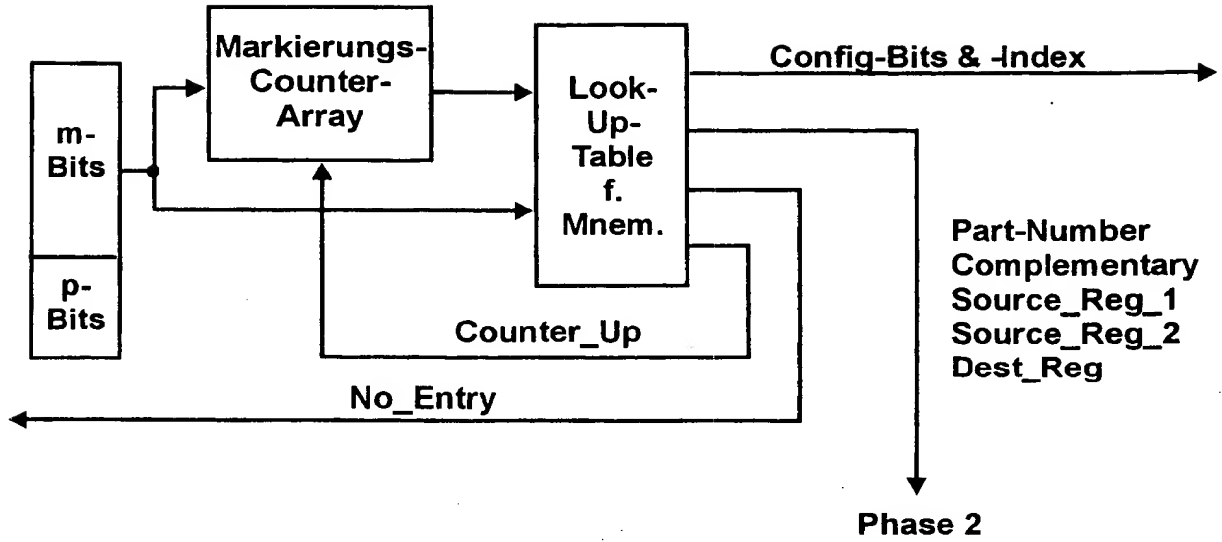 m-
Bits
p-
Bits
Markierungs-
Counter-
Array
Look-
Up-
Table
f.
Mnem.
Config-Bits & -Index
Part-Number
Complementary
Source_Reg_1
Source_Reg_2
Dest_Reg
Counter_Up
No_Entry
Phase 2